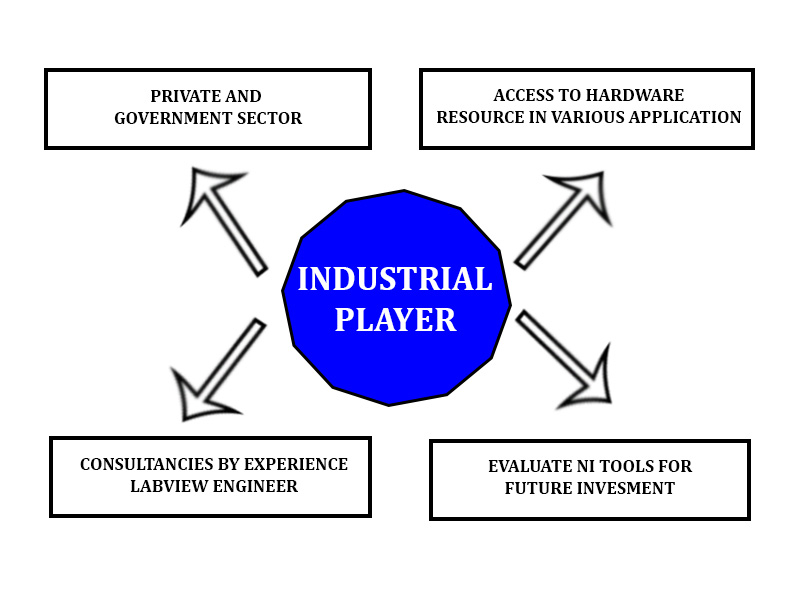 PRIVATE AND
GOVERNMENT SECTOR
ACCESS TO HARDWARE
RESOURCE IN VARIOUS APPLICATION
INDUSTRIAL
PLAYER
CONSULTANCIES BY EXPERIENCE
LABVIEW ENGINEER
EVALUATE NI TOOLS FOR
FUTURE INVESMENT